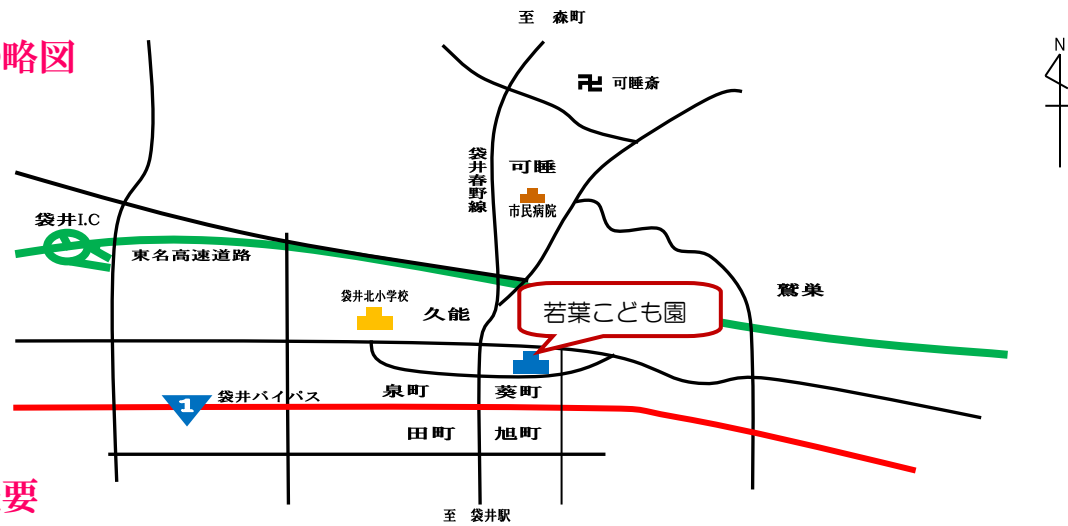 至 森町
略図
N
卍 可睡斎
袋井春野線
可睡
市民病院
袋井I.C
東名高速道路
鷲巣
袋井北小学校
久能
若葉こども園
泉町
葵町
1
袋井バイパス
田町
旭町
要
至 袋井駅